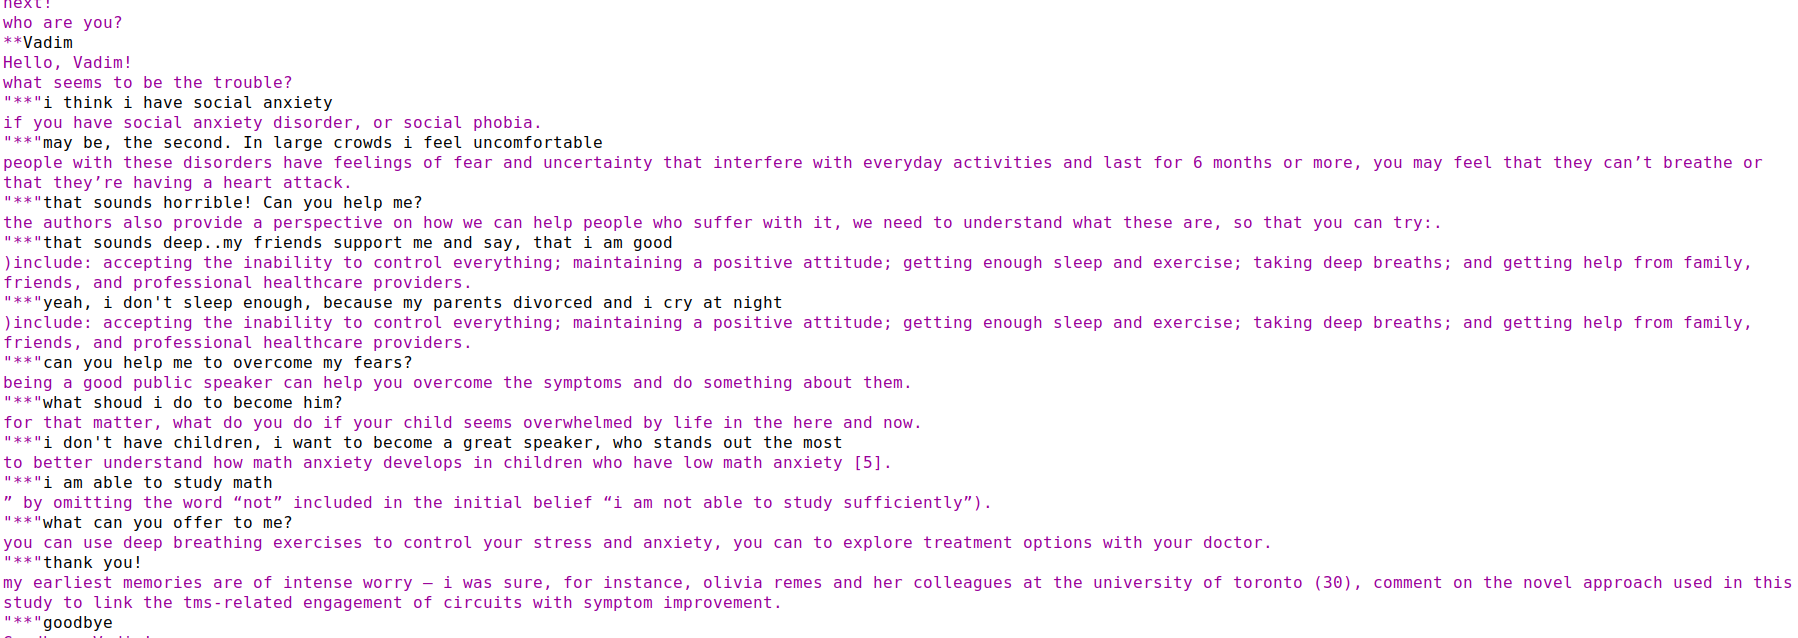 next!
who are you?
**Vadim
Hello, Vadim!
what seems to be the trouble?
"**"i think i have social anxiety
if you have social anxiety disorder, or social phobia.
"**"may be, the second. In large crowds i feel uncomfortable
people with these disorders have feelings of fear and uncertainty that interfere with everyday activities and last for 6 months or more, you may feel that they can’t breathe or
that they’re having a heart attack.
"**"that sounds horrible! Can you help me?
the authors also provide a perspective on how we can help people who suffer with it, we need to understand what these are, so that you can try:.
"**"that sounds deep..my friends support me and say, that i am good
)include: accepting the inability to control everything; maintaining a positive attitude; getting enough sleep and exercise; taking deep breaths; and getting help from family,
friends, and professional healthcare providers.
"**"yeah, i don't sleep enough, because my parents divorced and i cry at night
)include: accepting the inability to control everything; maintaining a positive attitude; getting enough sleep and exercise; taking deep breaths; and getting help from family,
friends, and professional healthcare providers.
"**"can you help me to overcome my fears?
being a good public speaker can help you overcome the symptoms and do something about them.
"**"what shoud i do to become him?
for that matter, what do you do if your child seems overwhelmed by life in the here and now.
"**"i don't have children, i want to become a great speaker, who stands out the most
to better understand how math anxiety develops in children who have low math anxiety [5].
"**"i am able to study math
” by omitting the word “not” included in the initial belief “i am not able to study sufficiently”).
"**"what can you offer to me?
you can use deep breathing exercises to control your stress and anxiety, you can to explore treatment options with your doctor.
"**"thank you!
my earliest memories are of intense worry – i was sure, for instance, olivia remes and her colleagues at the university of toronto (30), comment on the novel approach used in this
study to link the tms-related engagement of circuits with symptom improvement.
"**"goodbye